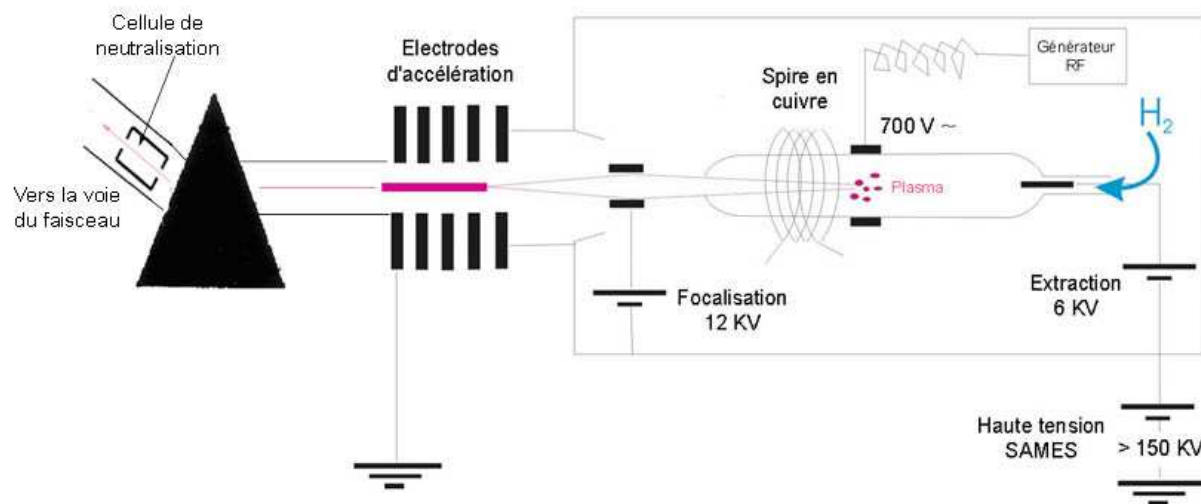 Cellule de
neutralisation
Electrodes
d'accélération
Spire en
cuivre
Générateur
RF
700 V ~
H2
Plasma
Vers la voie
du faisceau
Focalisation
12 KV
Extraction
6 KV
Haute tension
SAMES
> 150 KV